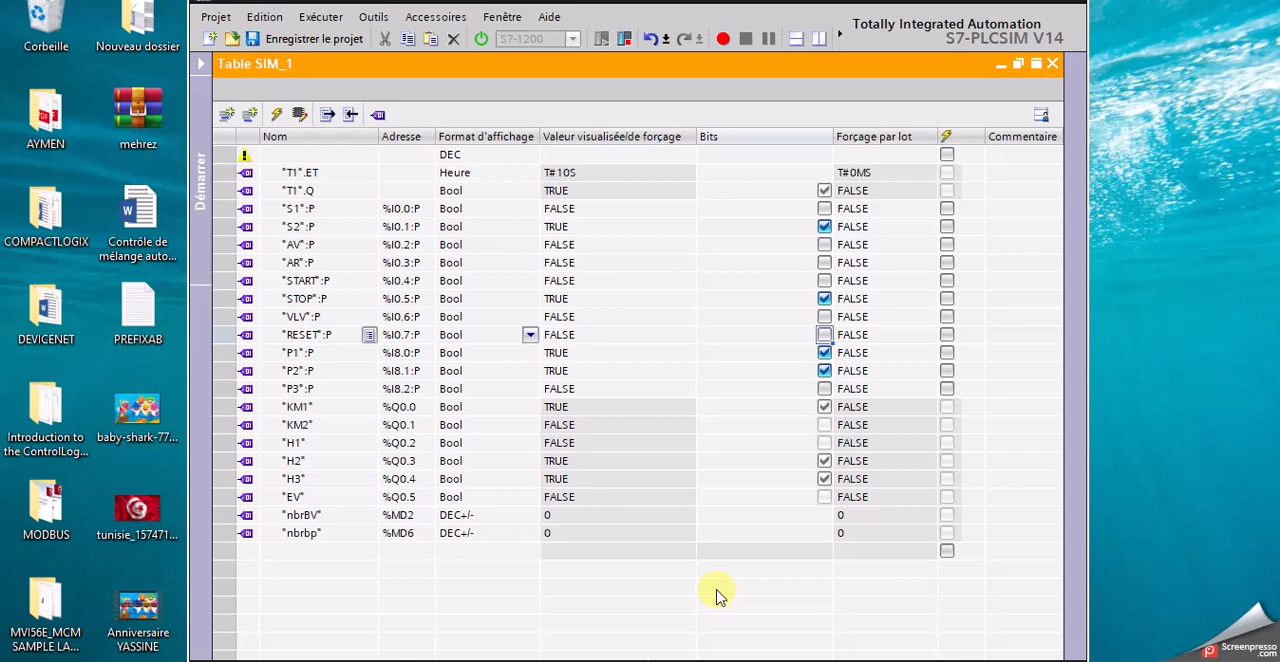 Projet Edition Exécuter Outils Accessoires Fenêtre Aide
Totally Integrated Automation
Enregistrer le projet S7-1200 S7-PLCSIM V14
Table SIM_1
Démarrer
Nom Adresse Format d'affichage Valeur visualisée/de forçage Bits Forçage par lot Commentaire
DEC
"T1".ET Heure T#10S T#0MS
"T1".Q Bool TRUE FALSE
"S1":P %I0.0:P Bool FALSE FALSE
"S2":P %I0.1:P Bool TRUE FALSE
"AV":P %I0.2:P Bool FALSE FALSE
"AR":P %I0.3:P Bool FALSE FALSE
"START":P %I0.4:P Bool FALSE FALSE
"STOP":P %I0.5:P Bool TRUE FALSE
"VLV":P %I0.6:P Bool FALSE FALSE
"RESET":P %I0.7:P Bool FALSE FALSE
"P1":P %I8.0:P Bool TRUE FALSE
"P2":P %I8.1:P Bool TRUE FALSE
"P3":P %I8.2:P Bool FALSE FALSE
"KM1" %Q0.0 Bool TRUE FALSE
"KM2" %Q0.1 Bool FALSE FALSE
"H1" %Q0.2 Bool FALSE FALSE
"H2" %Q0.3 Bool TRUE FALSE
"H3" %Q0.4 Bool TRUE FALSE
"EV" %Q0.5 Bool FALSE FALSE
"nbrBV" %MD2 DEC+/- 0 0
"nbrbp" %MD6 DEC+/- 0 0
Corbeille
Nouveau dossier
AYMEN
mehrez
COMPACTLOGIX
Contrôle de
mélange auto...
DEVICENET
PREFIXAB
Introduction to
the ControlLog...
baby-shark-77...
MODBUS
tunisie_157471...
MVI56E_MCM
SAMPLE LA...
Anniversaire
YASSINE
Screenpresso
.com